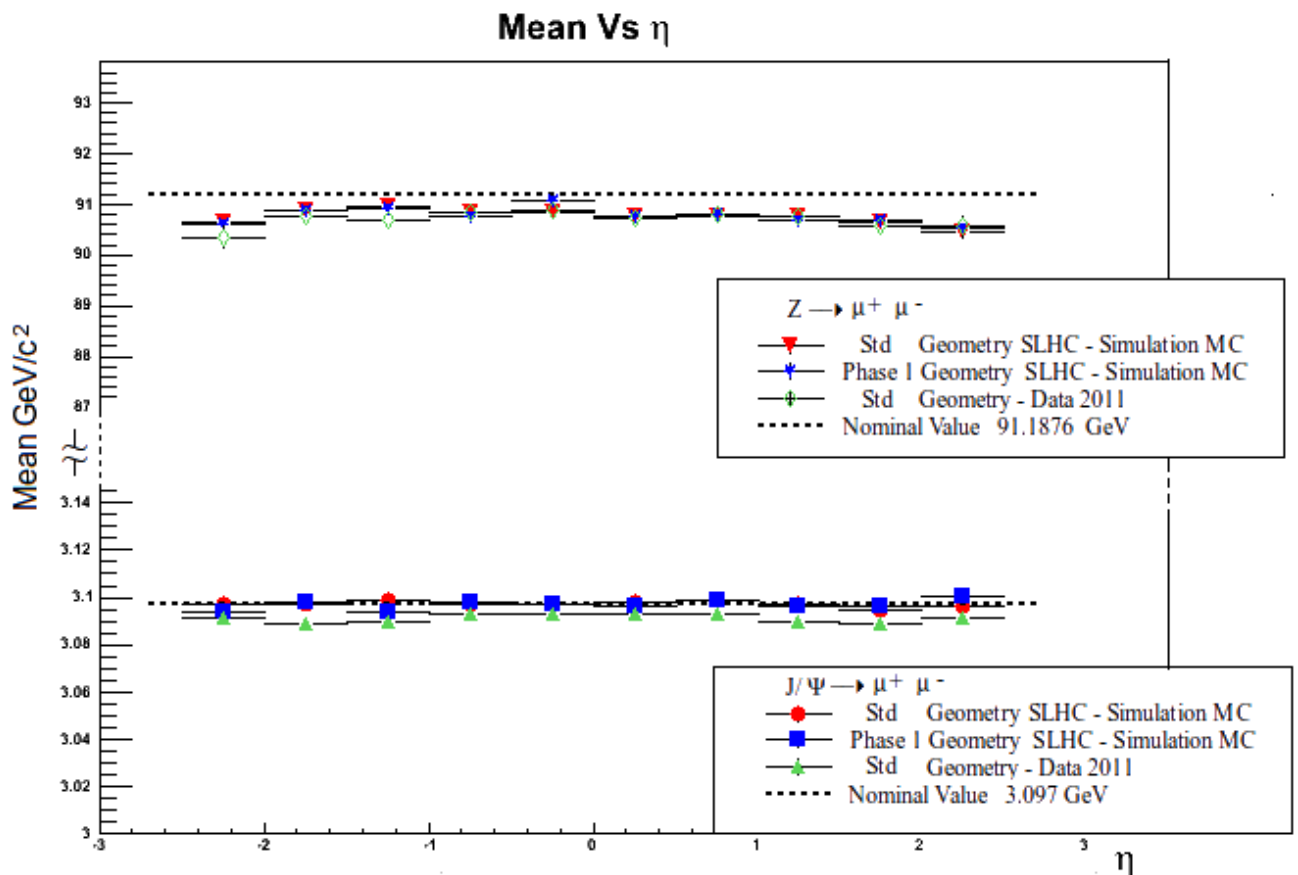 Mean Vs η
93
92
91
90
89
88
87
Mean GeV/c²
3.14
3.12
3.1
3.08
3.06
3.04
3.02
3
-3 -2 -1 0 1 2 3
η
Z → μ+ μ-
Std Geometry SLHC - Simulation MC
Phase 1 Geometry SLHC - Simulation MC
Std Geometry - Data 2011
Nominal Value 91.1876 GeV
J/Ψ → μ+ μ-
Std Geometry SLHC - Simulation MC
Phase 1 Geometry SLHC - Simulation MC
Std Geometry - Data 2011
Nominal Value 3.097 GeV